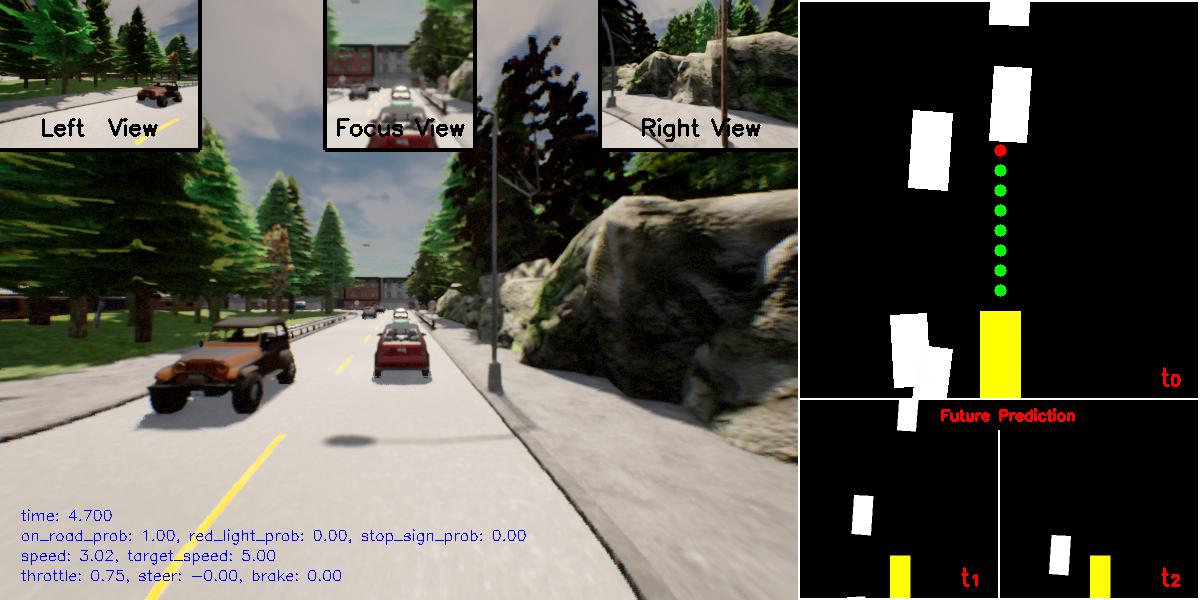 Left View
Focus View
Right View
t0
Future Prediction
t1
t2
time: 4.700
on_road_prob: 1.00, red_light_prob: 0.00, stop_sign_prob: 0.00
speed: 3.02, target_speed: 5.00
throttle: 0.75, steer: −0.00, brake: 0.00